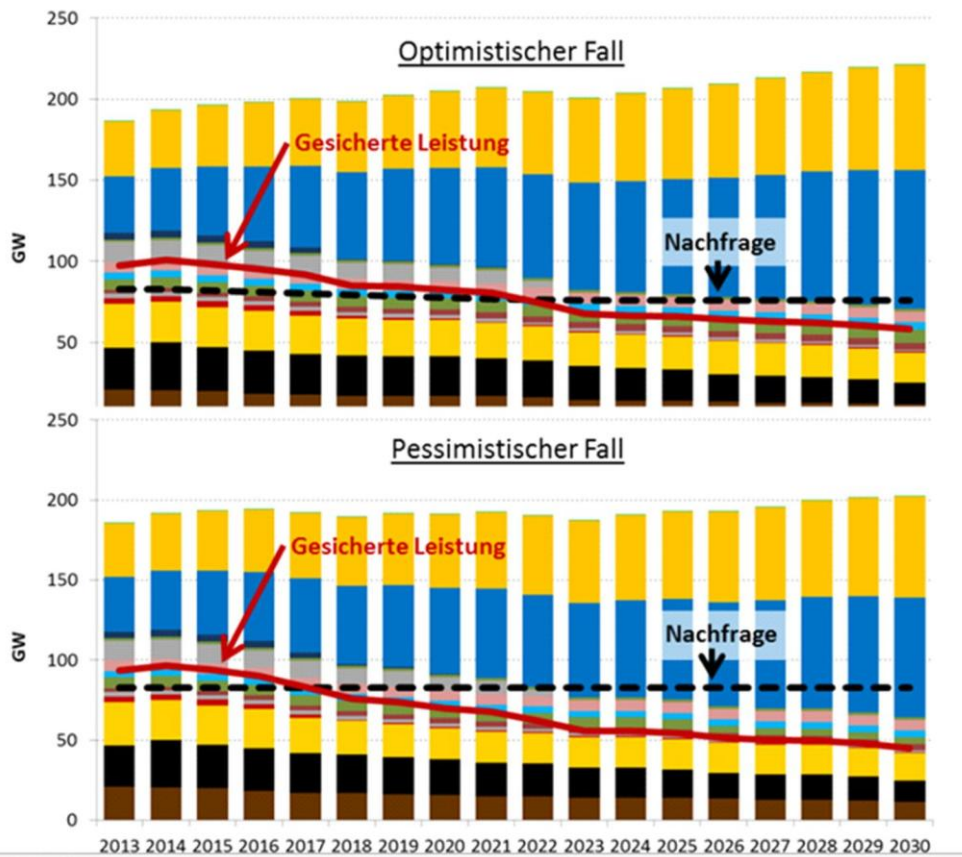 250
Optimistischer Fall
200
Gesicherte Leistung
150
Nachfrage
GW
100
50
250
Pessimistischer Fall
200
Gesicherte Leistung
150
Nachfrage
GW
100
50
0
2013 2014 2015 2016 2017 2018 2019 2020 2021 2022 2023 2024 2025 2026 2027 2028 2029 2030